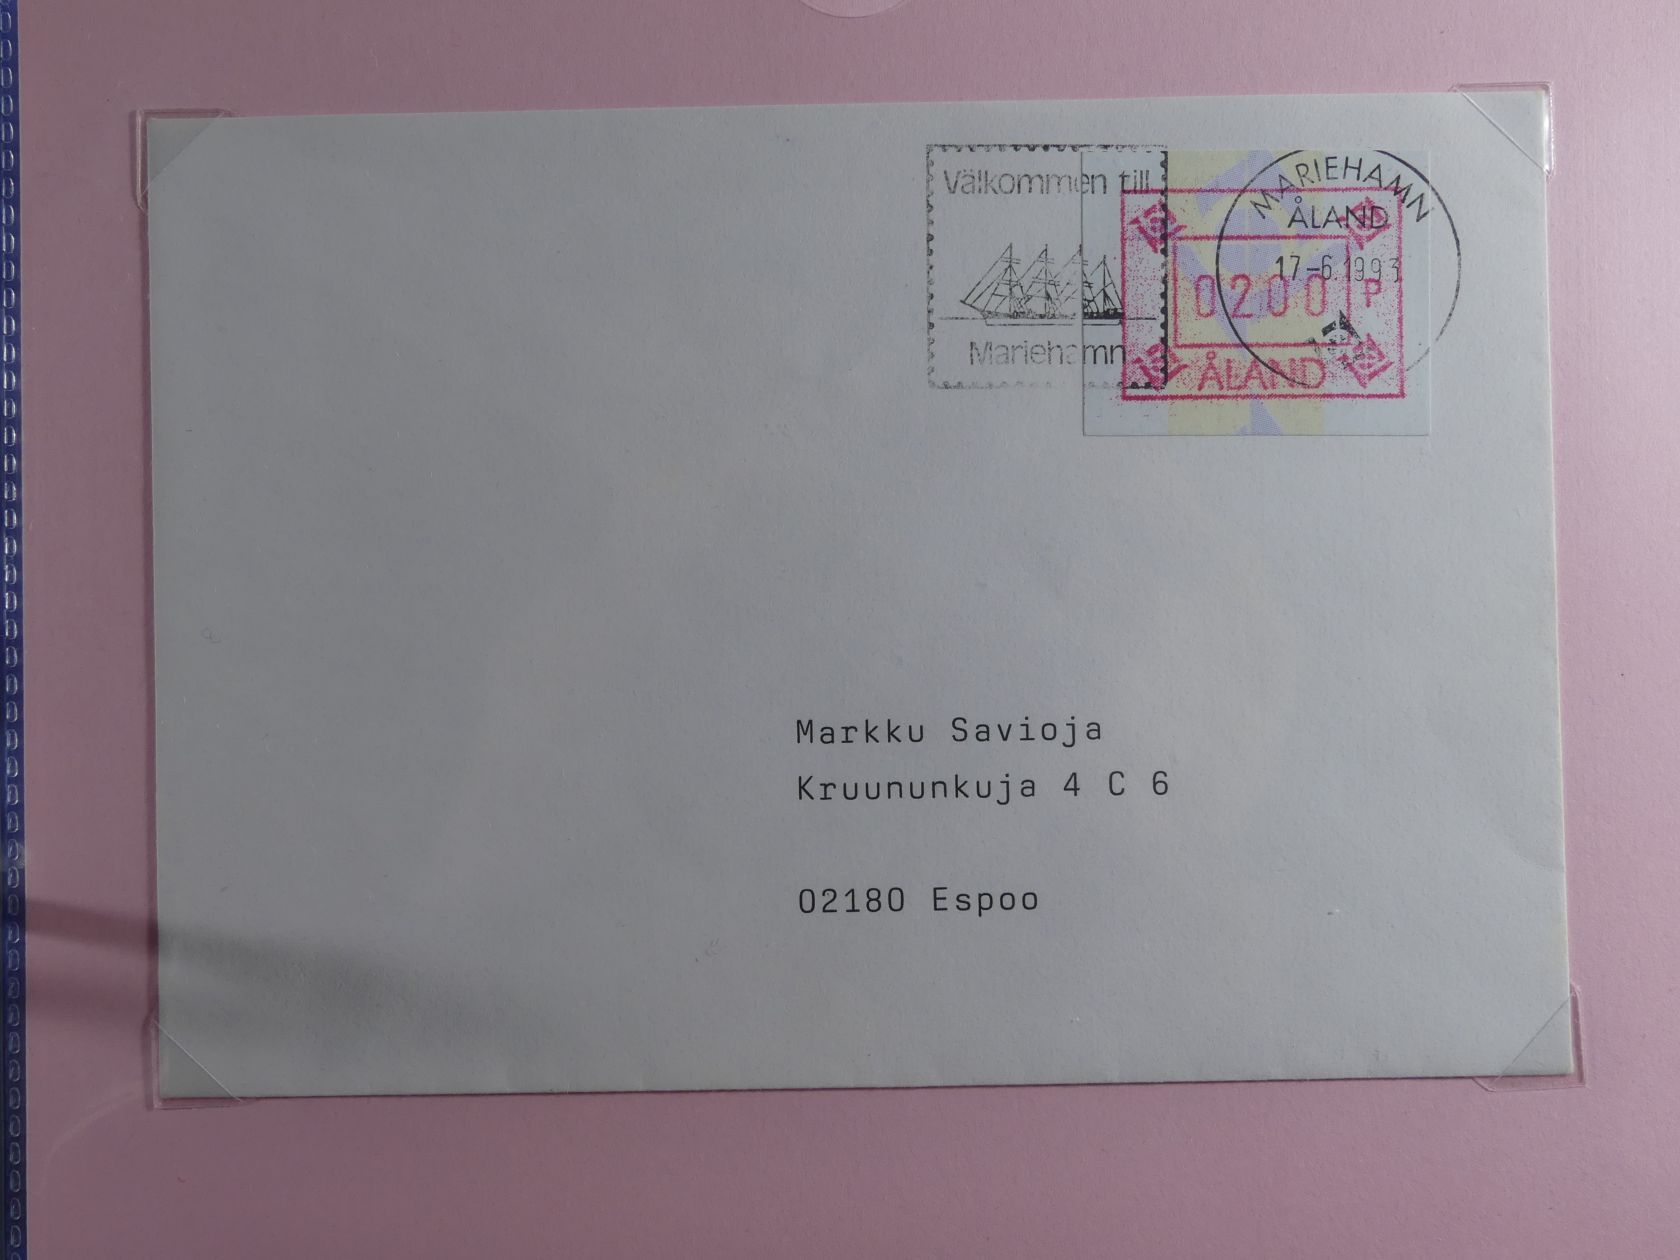 Välkommen till
Mariehamn
MARIEHAMN
ÅLAND
17-6.1993
0200 P
ÅLAND
Markku Savioja
Kruununkuja 4 C 6
02180 Espoo